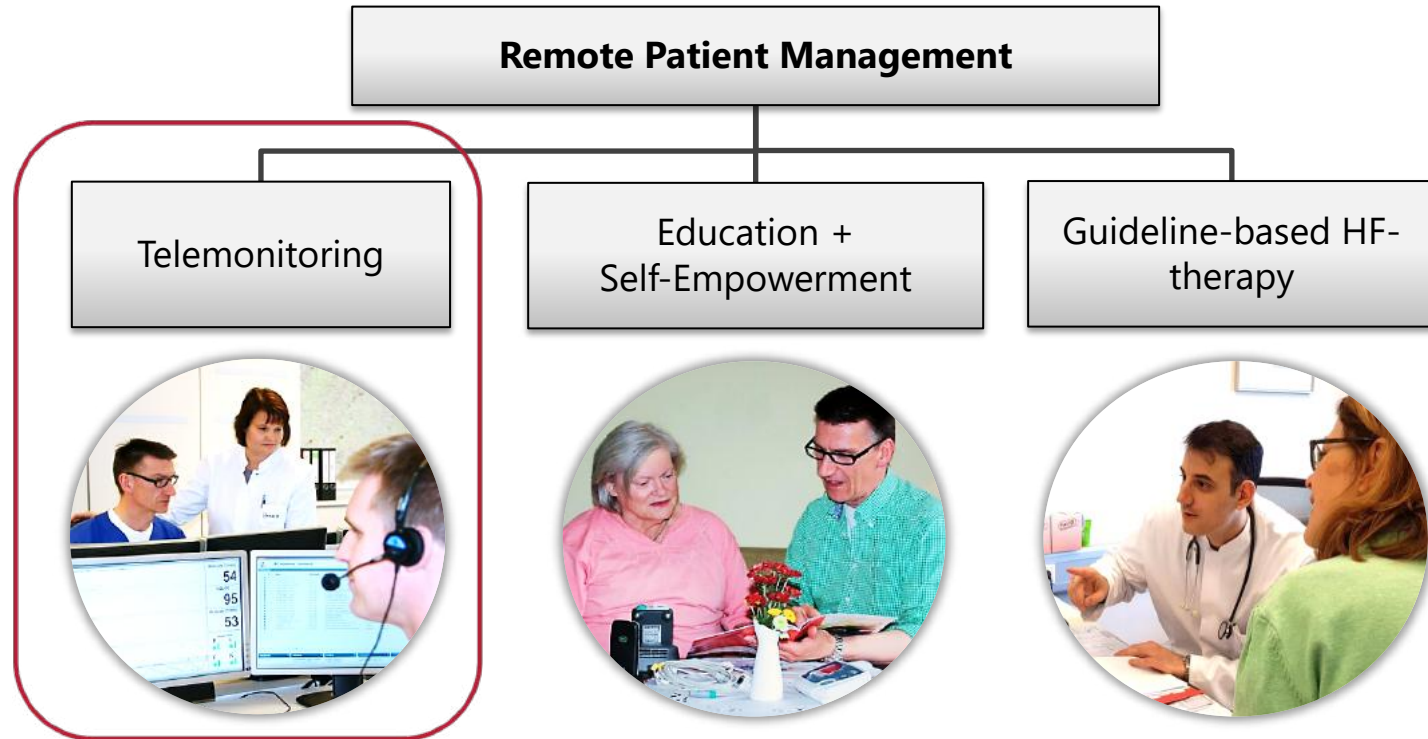 Remote Patient Management
Telemonitoring
Education +
Self-Empowerment
Guideline-based HF-
therapy
54
95
53